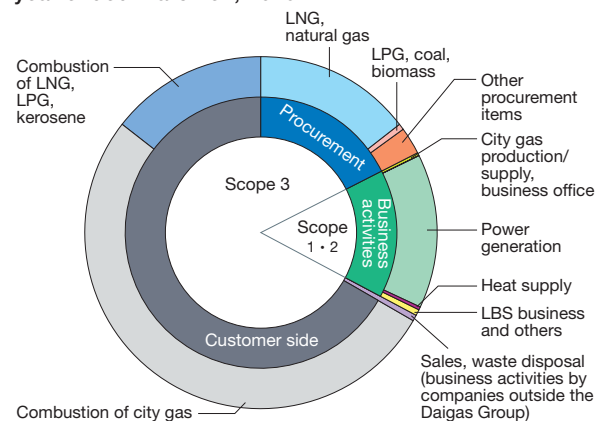 LNG,
natural gas
LPG, coal,
biomass
Combustion
of LNG,
LPG,
kerosene
Other
procurement
items
Procurement
City gas
production/
supply,
business office
Scope 3
Business
activities
Scope
1・2
Power
generation
Heat supply
LBS business
and others
Customer side
Sales, waste disposal
(business activities by
companies outside the
Daigas Group)
Combustion of city gas